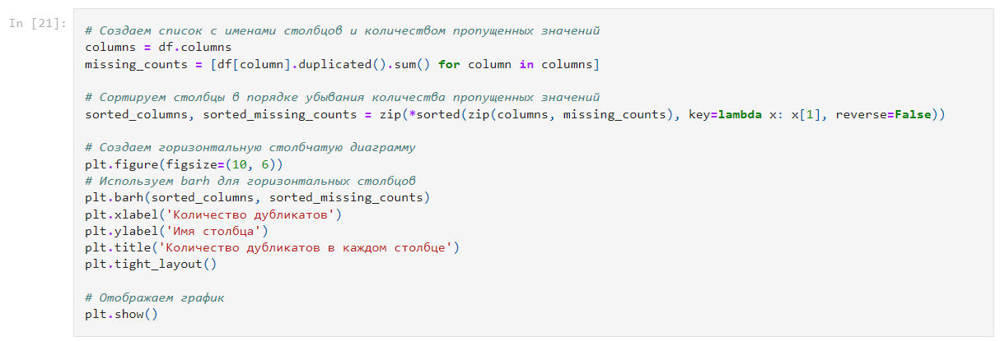 In [21]:
# Создаем список с именами столбцов и количеством пропущенных значений
columns = df.columns
missing_counts = [df[column].duplicated().sum() for column in columns]
# Сортируем столбцы в порядке убывания количества пропущенных значений
sorted_columns, sorted_missing_counts = zip(*sorted(zip(columns, missing_counts), key=lambda x: x[1], reverse=False))
# Создаем горизонтальную столбчатую диаграмму
plt.figure(figsize=(10, 6))
# Используем barh для горизонтальных столбцов
plt.barh(sorted_columns, sorted_missing_counts)
plt.xlabel('Количество дубликатов')
plt.ylabel('Имя столбца')
plt.title('Количество дубликатов в каждом столбце')
plt.tight_layout()
# Отображаем график
plt.show()